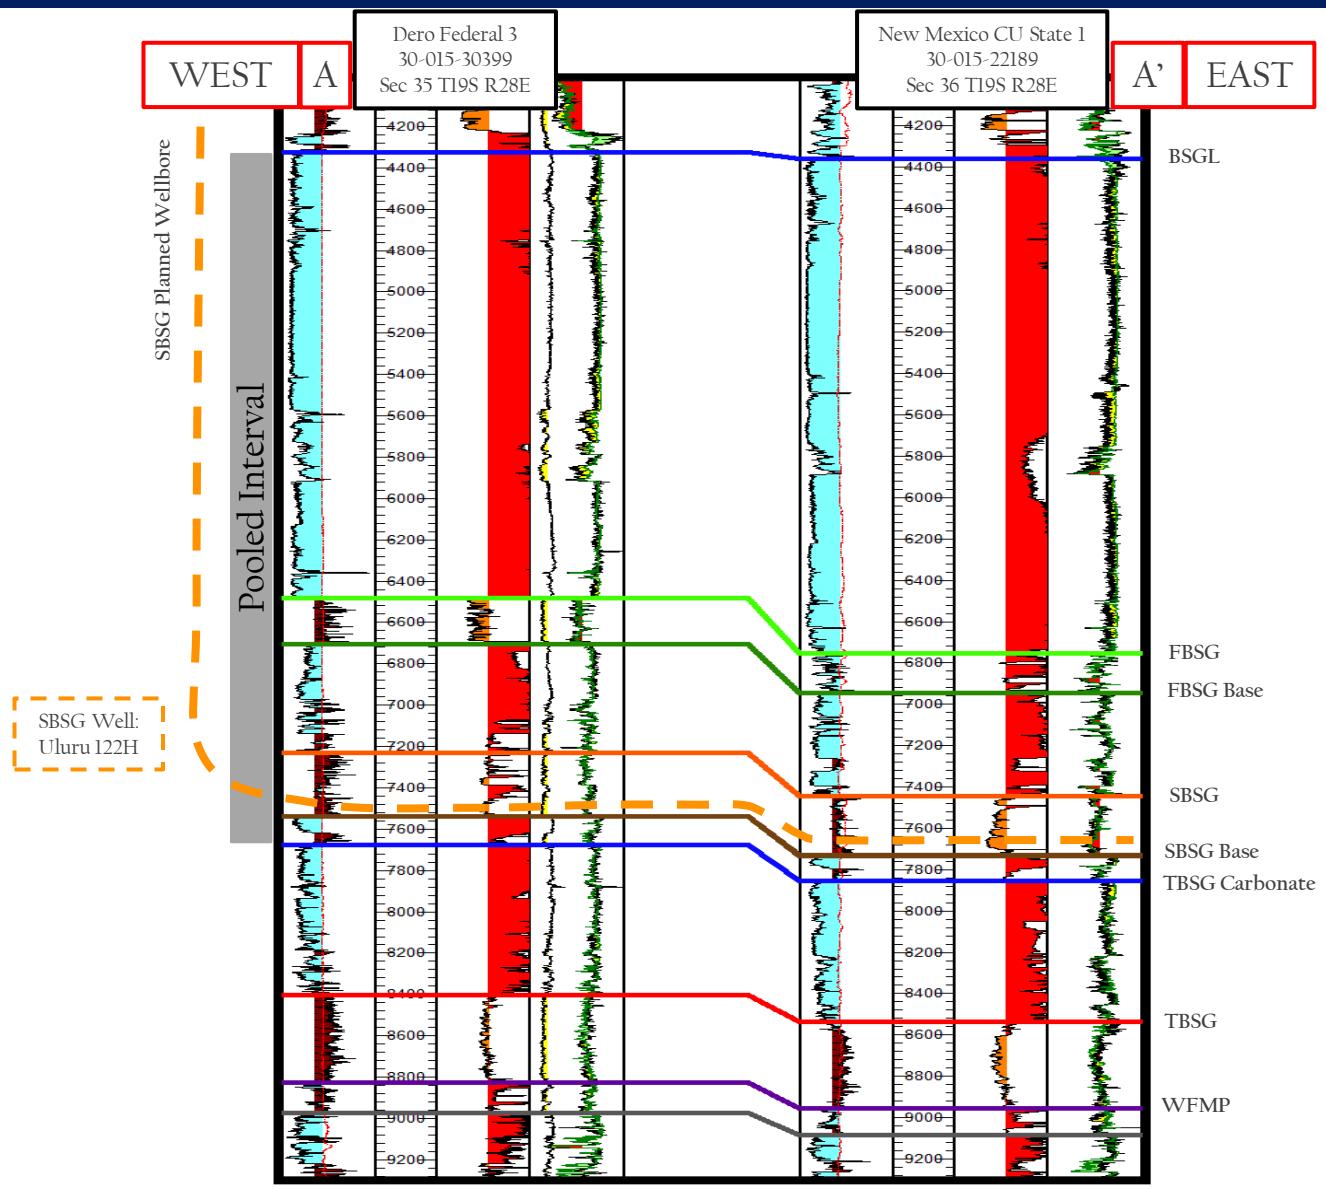 WEST
A
Dero Federal 3
30-015-30399
Sec 35 T19S R28E
New Mexico CU State 1
30-015-22189
Sec 36 T19S R28E
A’
EAST
SBSG Planned Wellbore
Pooled Interval
SBSG Well:
Uluru 122H
4200
4400
4600
4800
5000
5200
5400
5600
5800
6000
6200
6400
6600
6800
7000
7200
7400
7600
7800
8000
8200
8400
8600
8800
9000
9200
4200
4400
4600
4800
5000
5200
5400
5600
5800
6000
6200
6400
6600
6800
7000
7200
7400
7600
7800
8000
8200
8400
8600
8800
9000
9200
BSGL
FBSG
FBSG Base
SBSG
SBSG Base
TBSG Carbonate
TBSG
WFMP